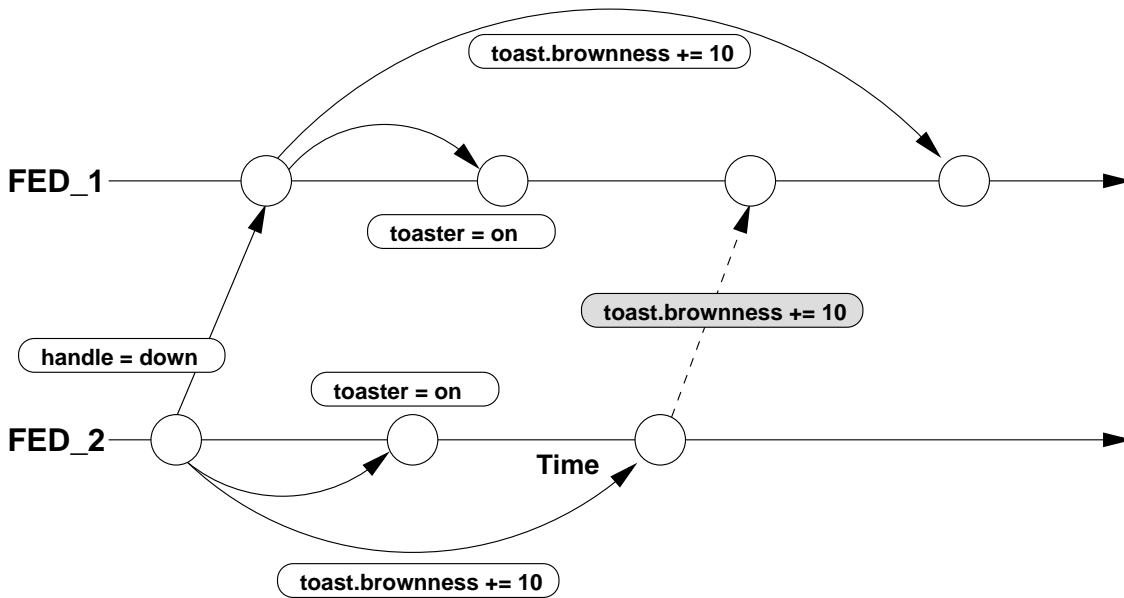 toast.brownness += 10
FED_1
toaster = on
toast.brownness += 10
handle = down
toaster = on
FED_2
Time
toast.brownness += 10